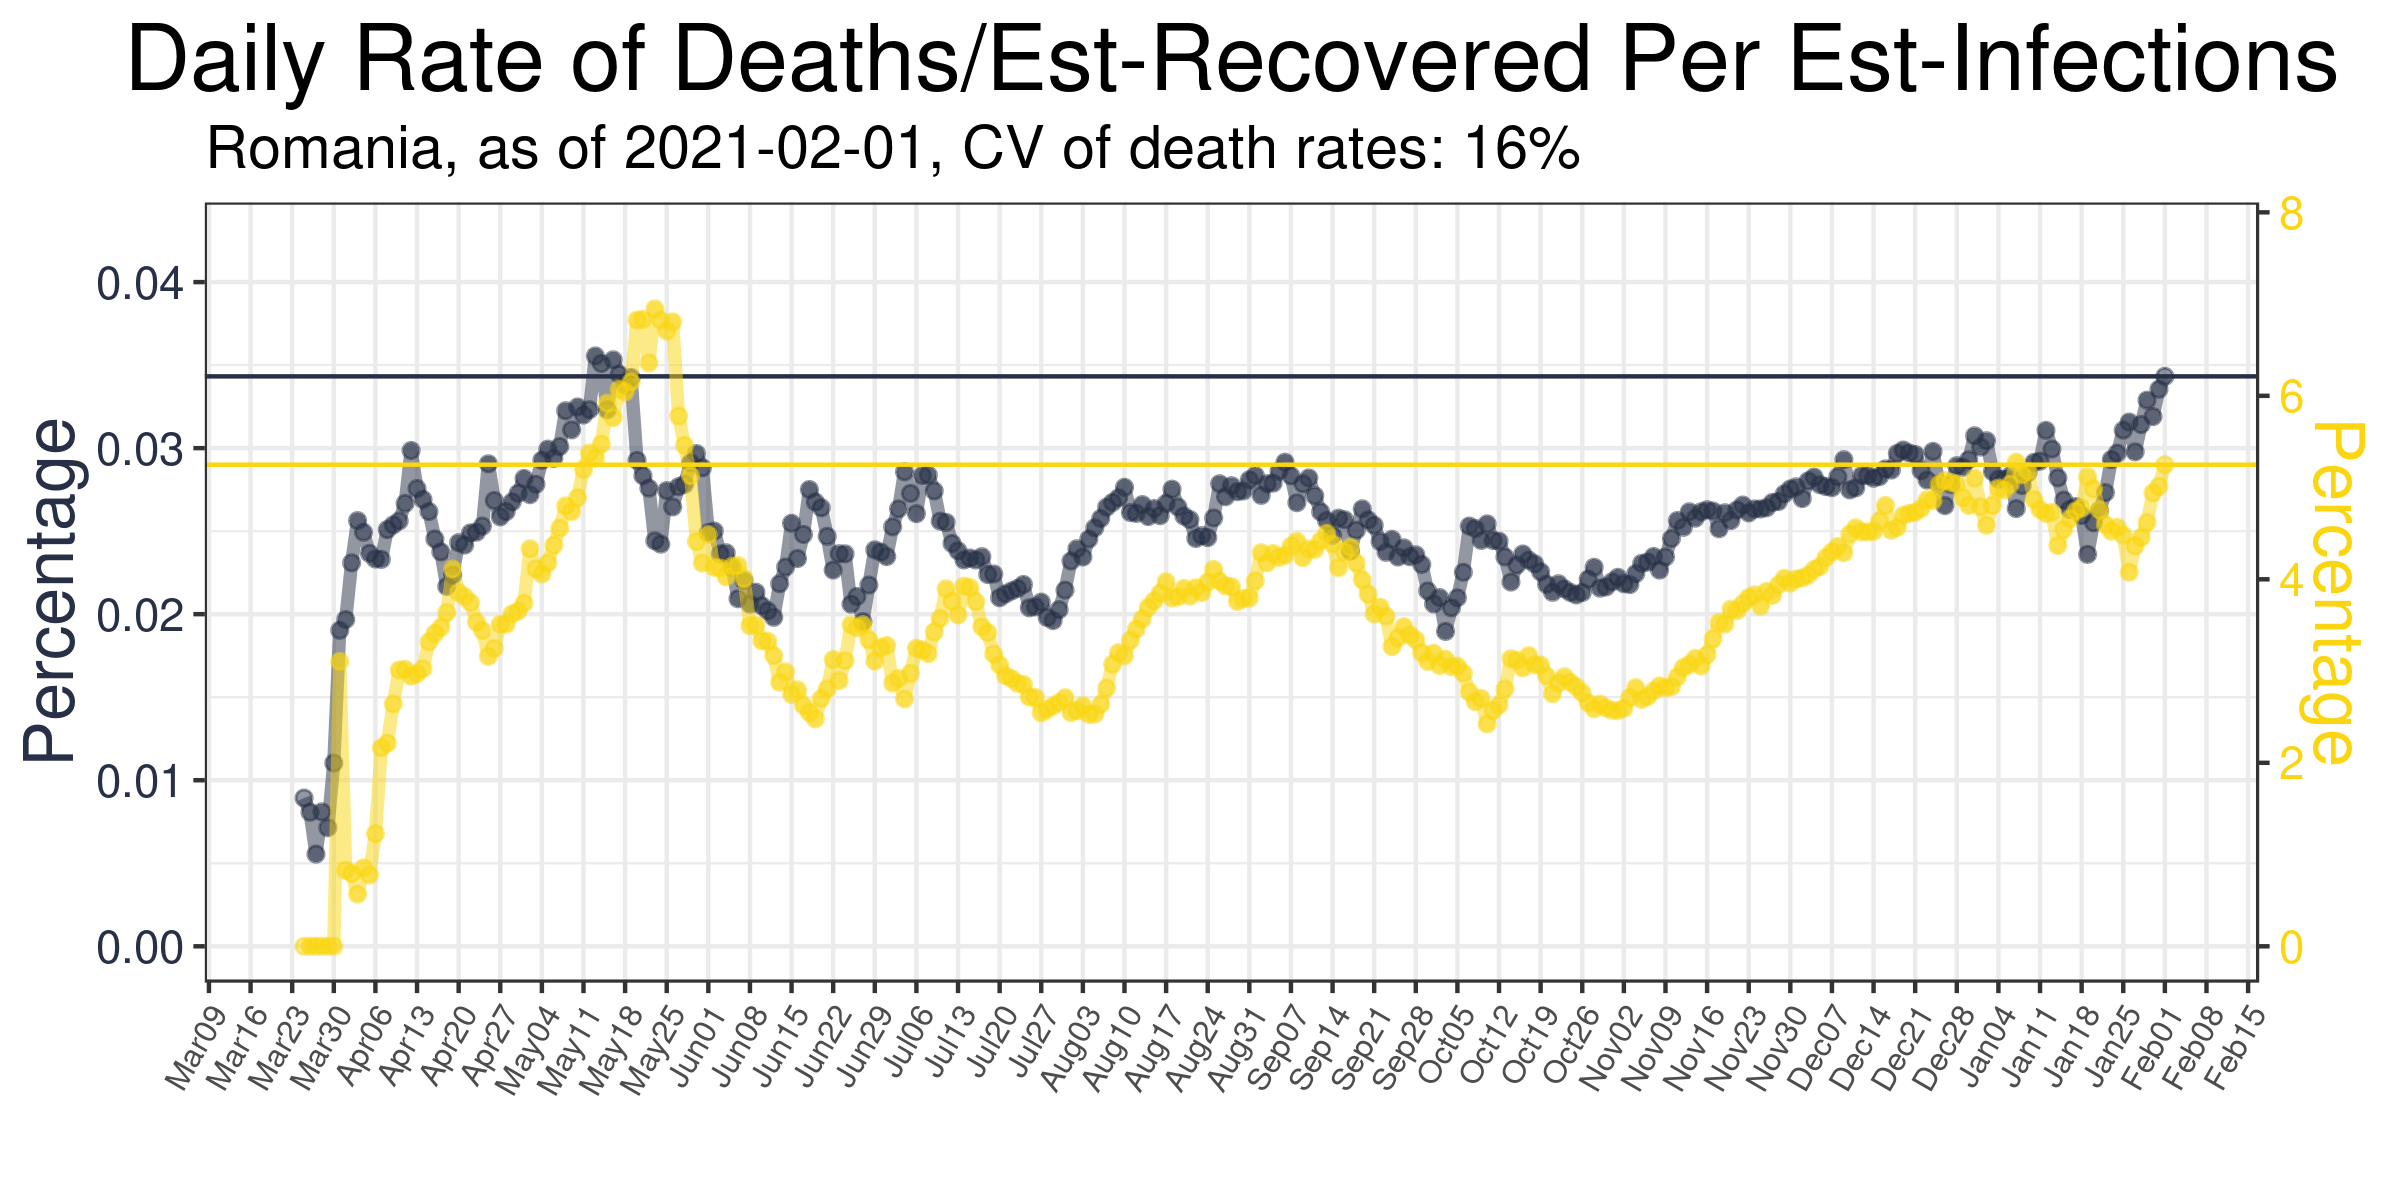 Daily Rate of Deaths/Est-Recovered Per Est-Infections
Romania, as of 2021-02-01, CV of death rates: 16%
Percentage
0.04
0.03
0.02
0.01
0.00
8
6
4
2
0
Percentage
Mar09 Mar16 Mar23 Mar30 Apr06 Apr13 Apr20 Apr27 May04 May11 May18 May25 Jun01 Jun08 Jun15 Jun22 Jun29 Jul06 Jul13 Jul20 Jul27 Aug03 Aug10 Aug17 Aug24 Aug31 Sep07 Sep14 Sep21 Sep28 Oct05 Oct12 Oct19 Oct26 Nov02 Nov09 Nov16 Nov23 Nov30 Dec07 Dec14 Dec21 Dec28 Jan04 Jan11 Jan18 Jan25 Feb01 Feb08 Feb15